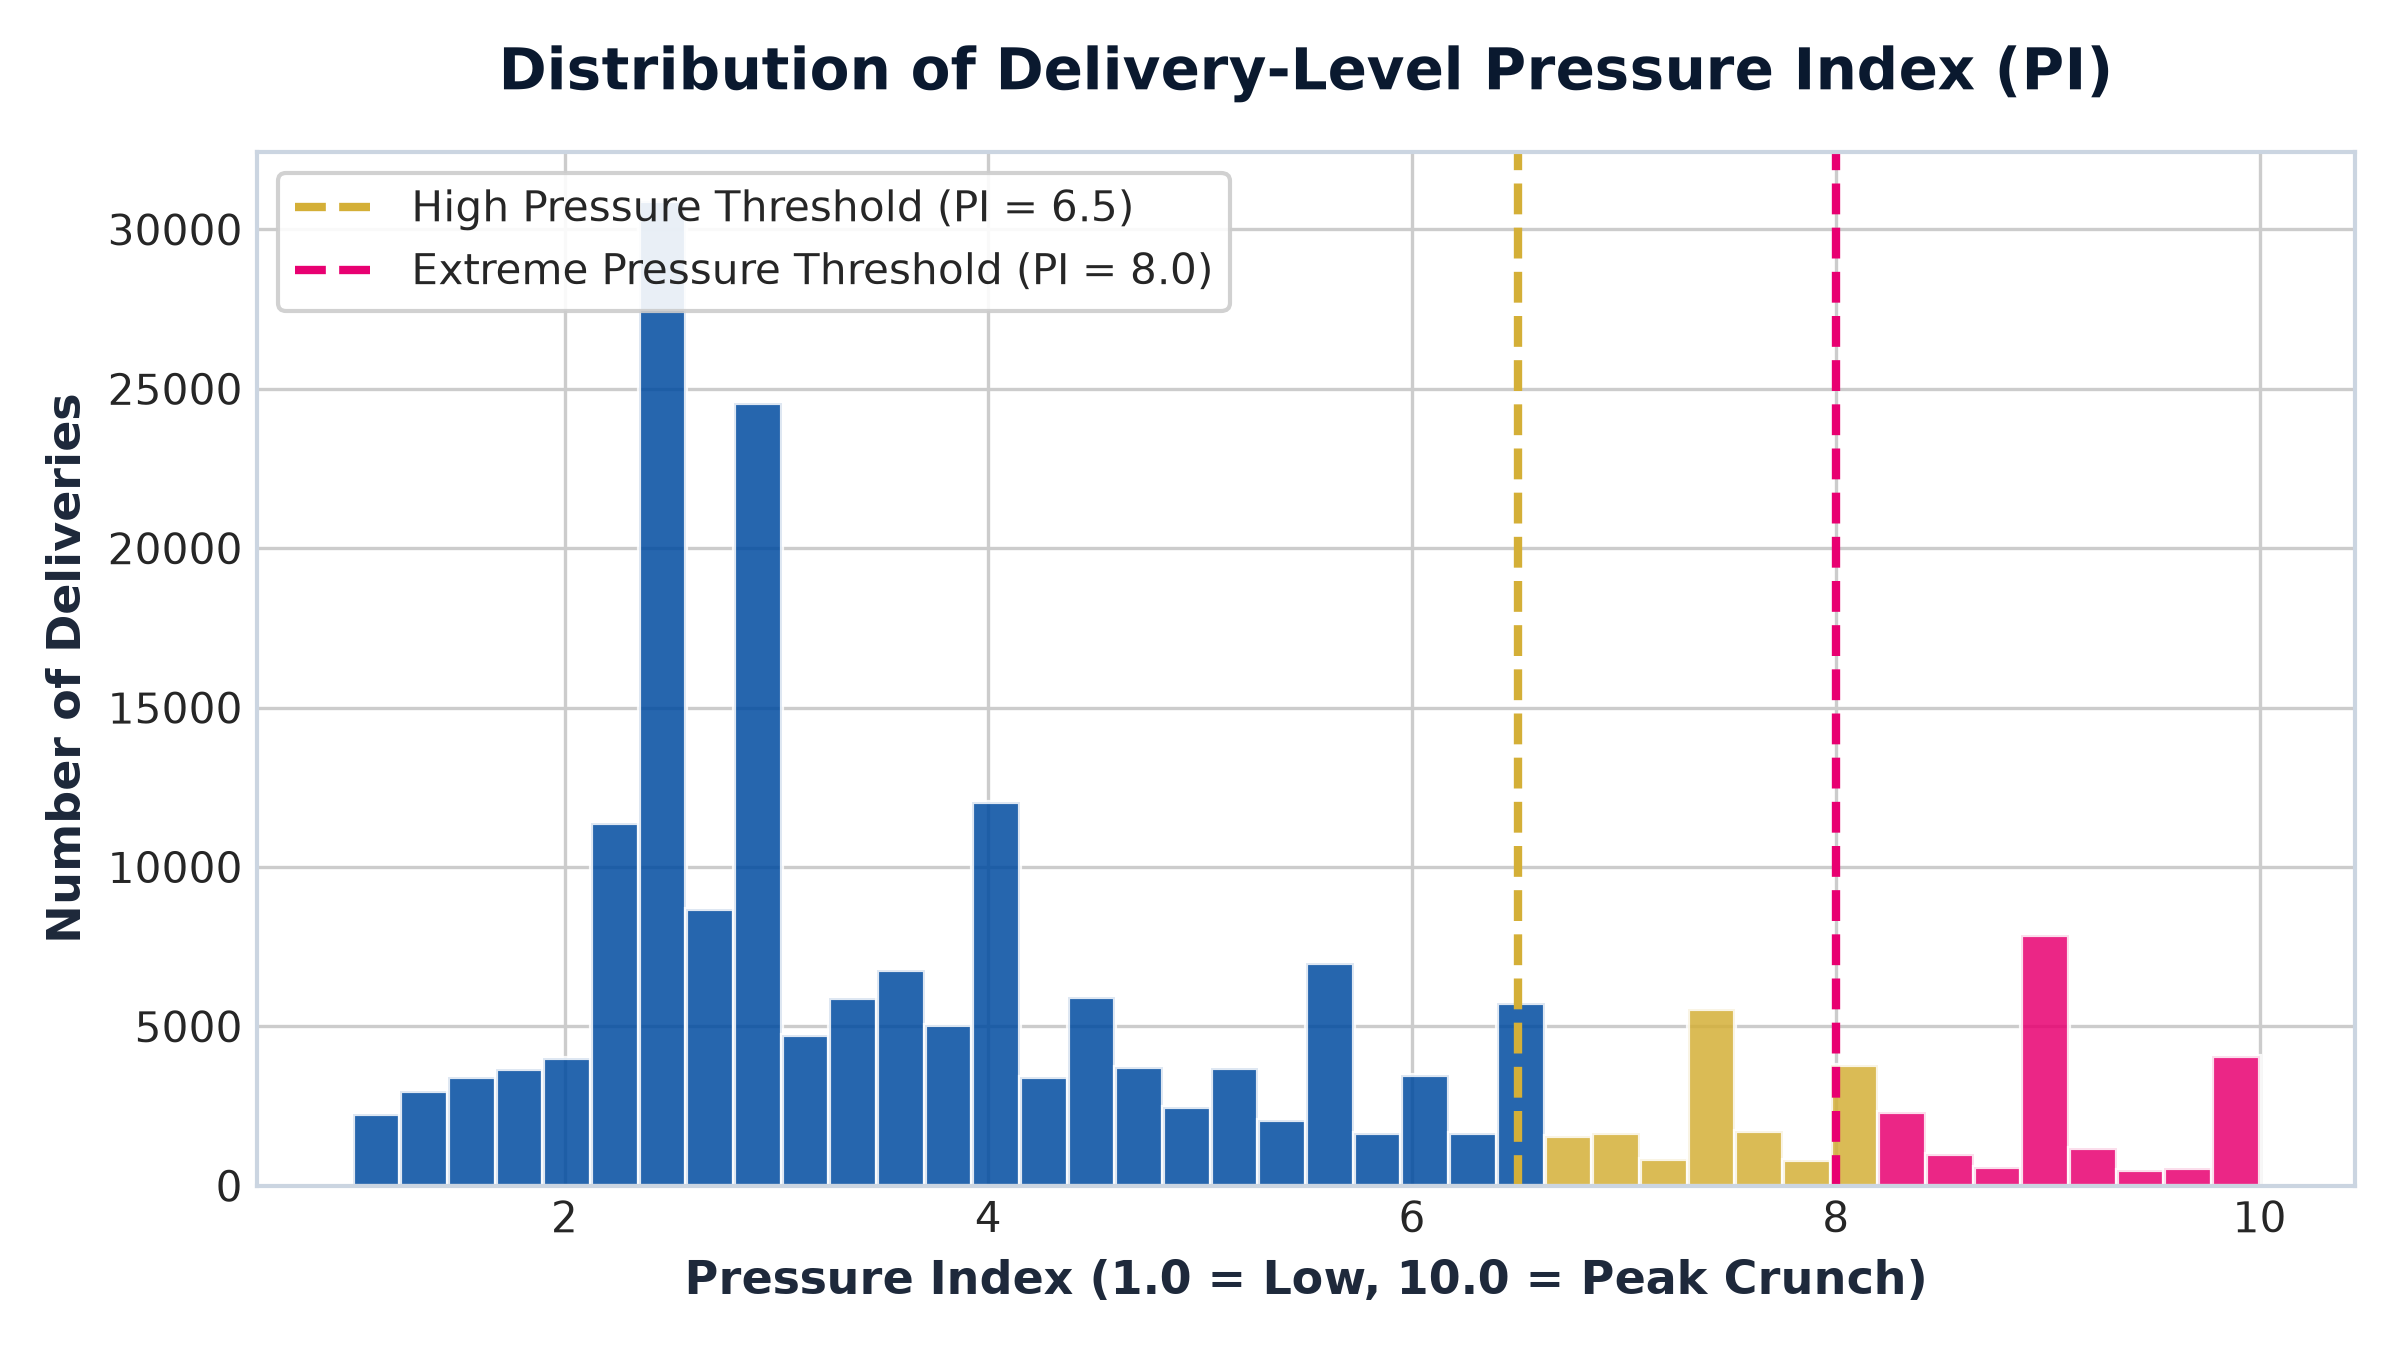 Distribution of Delivery-Level Pressure Index (PI)
High Pressure Threshold (PI = 6.5)
Extreme Pressure Threshold (PI = 8.0)
Number of Deliveries
30000
25000
20000
15000
10000
5000
0
2 4 6 8 10
Pressure Index (1.0 = Low, 10.0 = Peak Crunch)